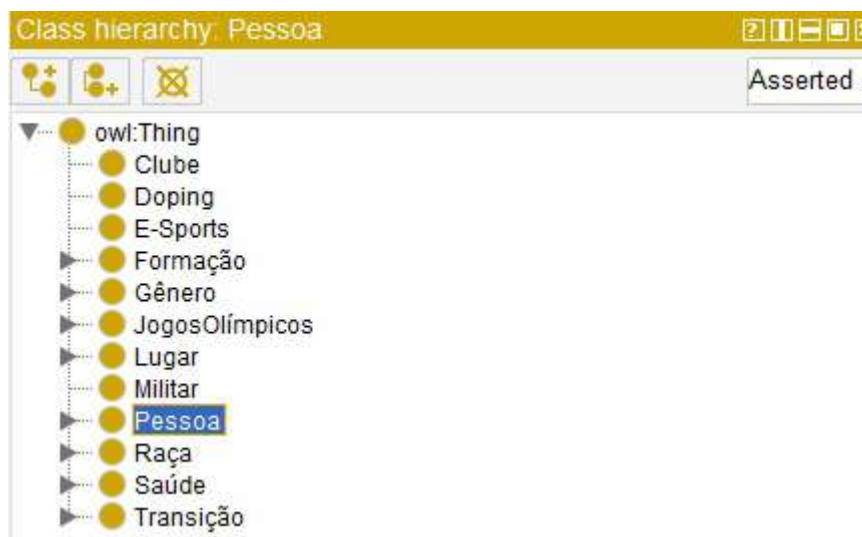 Class hierarchy: Pessoa
Asserted
owl:Thing
Clube
Doping
E-Sports
Formação
Gênero
JogosOlímpicos
Lugar
Militar
Pessoa
Raça
Saúde
Transição